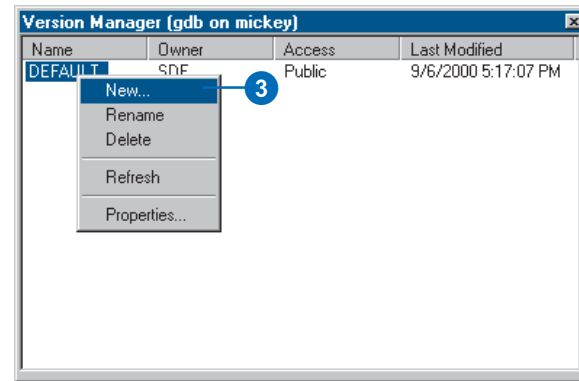 Version Manager (gdb on mickey)
Name Owner Access Last Modified
DEFAULT SDE Public 9/6/2000 5:17:07 PM
New... 3
Rename
Delete
Refresh
Properties...